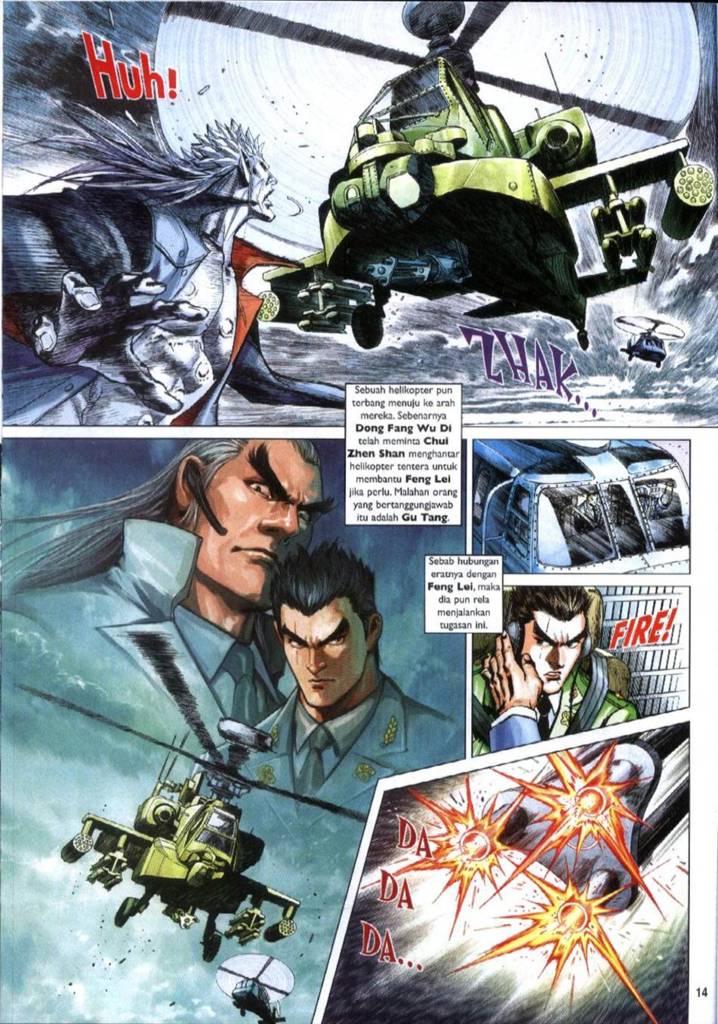 Huh!
ZHAK...
Sebuah helikopter pun
terbang menuju ke arah
mereka. Sebenarnya
Dong Fang Wu Di
telah meminta Chui
Zhen Shan menghantar
helikopter tentera untuk
membantu Feng Lei
jika perlu. Malahan orang
yang bertanggungjawab
itu adalah Gu Tang.
Sebab hubungan
eratnya dengan
Feng Lei, maka
dia pun rela
menjalankan
tugasan ini.
FIRE!
DA
DA
DA...
14